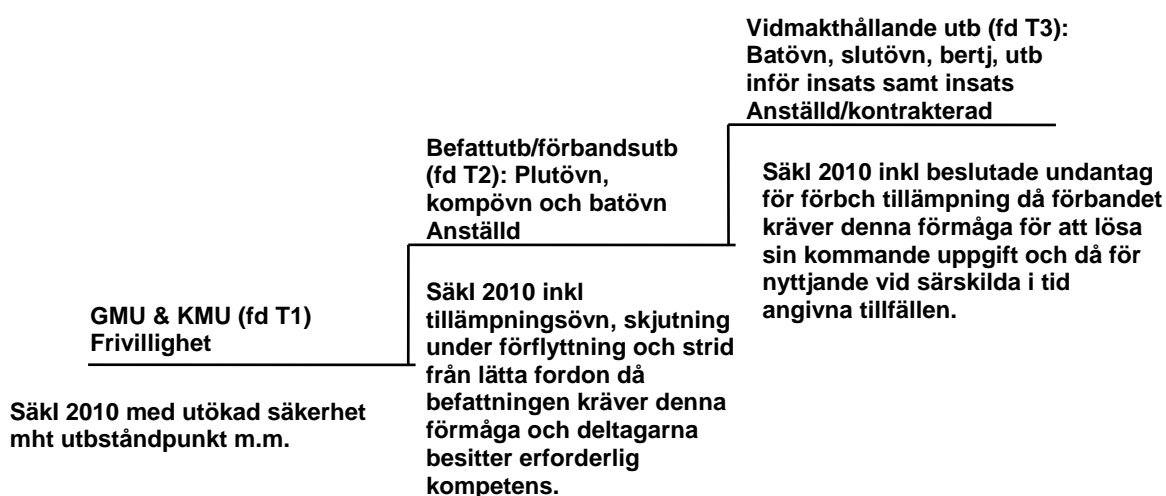 GMU & KMU (fd T1)
Frivillighet
SäkI 2010 med utökad säkerhet
mht utbståndpunkt m.m.
Befattutb/förbandsutb
(fd T2): Plutövn,
kompövn och batövn
Anställd
SäkI 2010 inkl
tillämpningsövn, skjutning
under förflyttning och strid
från lätta fordon då
befattningen kräver denna
förmåga och deltagarna
besitter erforderlig
kompetens.
Vidmakthållande utb (fd T3):
Batövn, slutövn, bertj, utb
inför insats samt insats
Anställd/kontrakterad
SäkI 2010 inkl beslutade undantag
för förbch tillämpning då förbandet
kräver denna förmåga för att lösa
sin kommande uppgift och då för
nyttjande vid särskilda i tid
angivna tillfällen.